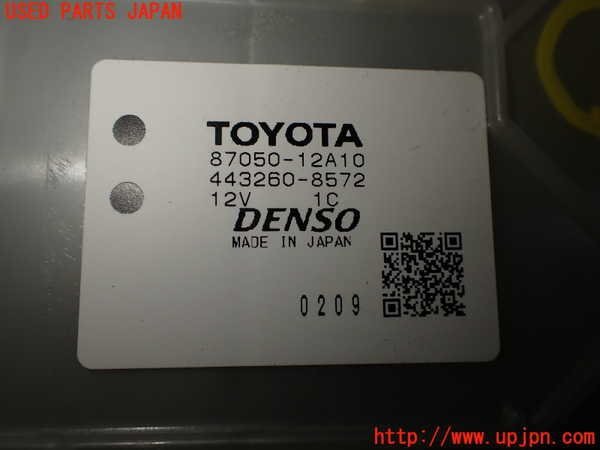 USED PARTS JAPAN
TOYOTA
87050-12A10
443260-8572
12V 1C
DENSO
MADE IN JAPAN
0209
http://www.upjpn.com